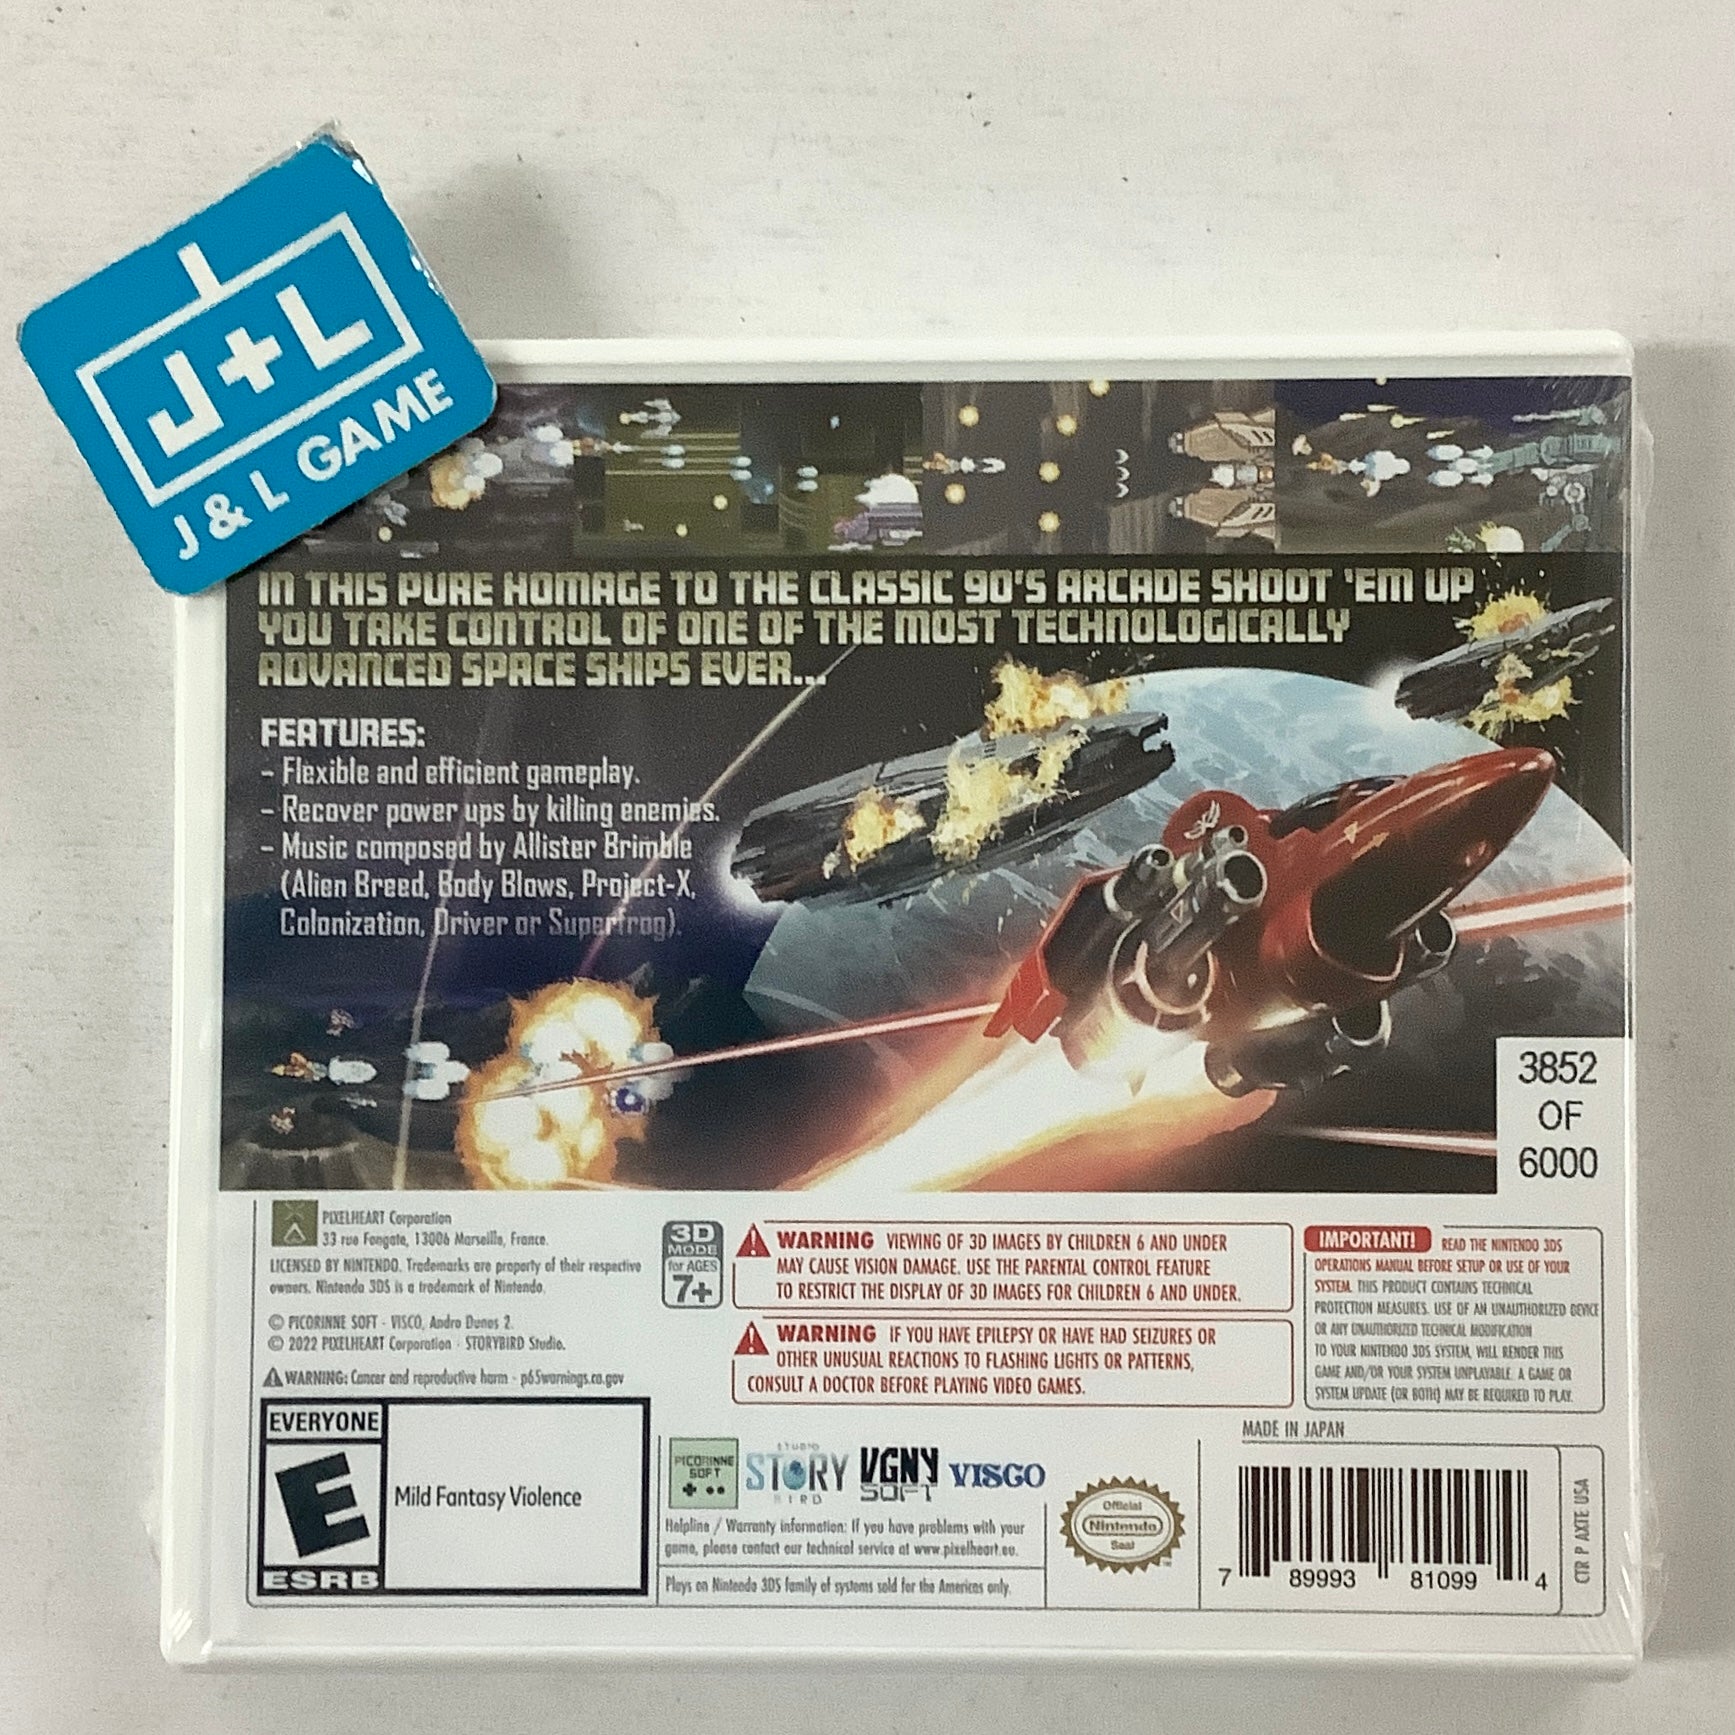 J+L
J & L GAME
IN THIS PURE HOMAGE TO THE CLASSIC 90'S ARCADE SHOOT 'EM UP
YOU TAKE CONTROL OF ONE OF THE MOST TECHNOLOGICALLY
ADVANCED SPACE SHIPS EVER...
FEATURES:
- Flexible and efficient gameplay.
- Recover power ups by killing enemies.
- Music composed by Allister Brimble
(Alien Breed, Body Blows, Project-X,
Colonization, Driver or Superfrog).
3852
OF
6000
PIXELHEART Corporation
33 rue Fongate, 13006 Marseille, France.
LICENSED BY NINTENDO. Trademarks are property of their respective
owners. Nintendo 3DS is a trademark of Nintendo.
© PICORINNE SOFT - VISCO, Andro Dunos 2.
© 2022 PIXELHEART Corporation - STORYBIRD Studio.
WARNING: Cancer and reproductive harm - p65warnings.ca.gov
EVERYONE
E
ESRB
Mild Fantasy Violence
3D
MODE
for AGES
7+
WARNING VIEWING OF 3D IMAGES BY CHILDREN 6 AND UNDER
MAY CAUSE VISION DAMAGE. USE THE PARENTAL CONTROL FEATURE
TO RESTRICT THE DISPLAY OF 3D IMAGES FOR CHILDREN 6 AND UNDER.
WARNING IF YOU HAVE EPILEPSY OR HAVE HAD SEIZURES OR
OTHER UNUSUAL REACTIONS TO FLASHING LIGHTS OR PATTERNS,
CONSULT A DOCTOR BEFORE PLAYING VIDEO GAMES.
IMPORTANT! READ THE NINTENDO 3DS
OPERATIONS MANUAL BEFORE SETUP OR USE OF YOUR
SYSTEM. THIS PRODUCT CONTAINS TECHNICAL
PROTECTION MEASURES. USE OF AN UNAUTHORIZED DEVICE
OR ANY UNAUTHORIZED TECHNICAL MODIFICATION
TO YOUR NINTENDO 3DS SYSTEM, WILL RENDER THIS
GAME AND/OR YOUR SYSTEM UNPLAYABLE. A GAME OR
SYSTEM UPDATE (OR BOTH) MAY BE REQUIRED TO PLAY.
PICORINNE
SOFT
STUDIO
STORY
BIRD
VGNY
SOFT
VISCO
Helpline / Warranty information: If you have problems with your
game, please contact our technical service at www.pixelheart.eu.
Plays on Nintendo 3DS family of systems sold for the Americas only.
Official
Nintendo
Seal
TM
MADE IN JAPAN
7 89993 81099 4
CTR P AXTE USA